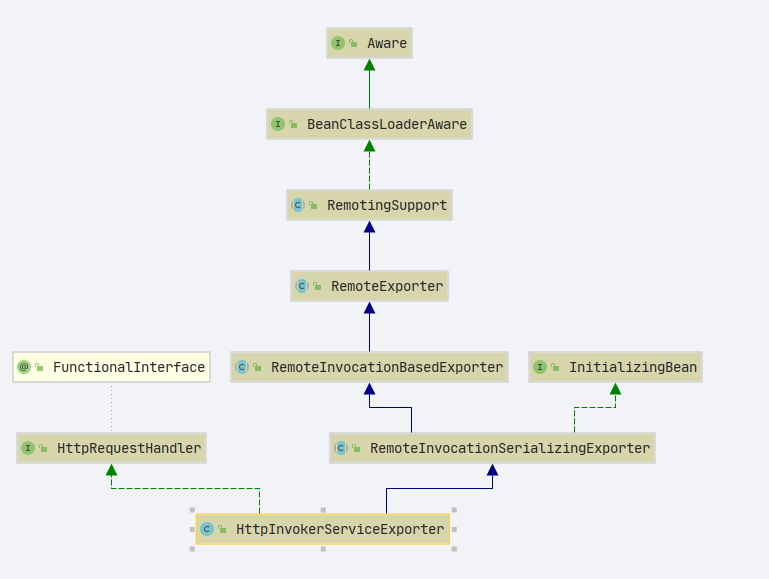 I Aware
I BeanClassLoaderAware
C RemotingSupport
C RemoteExporter
@ FunctionalInterface
C RemoteInvocationBasedExporter
I InitializingBean
I HttpRequestHandler
C RemoteInvocationSerializingExporter
C HttpInvokerServiceExporter